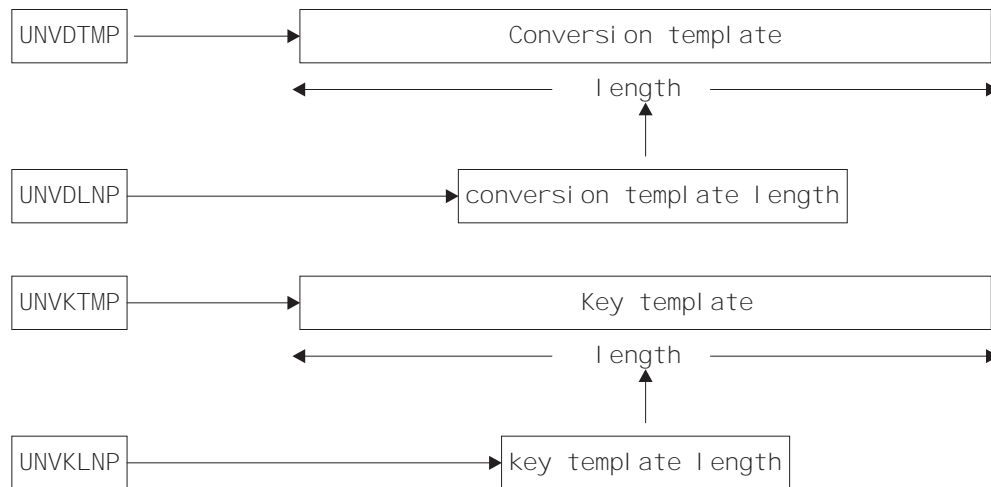 UNVDTMP
Conversion template
length
UNVDLNP
conversion template length
UNVKTMP
Key template
length
UNVKLNP
key template length